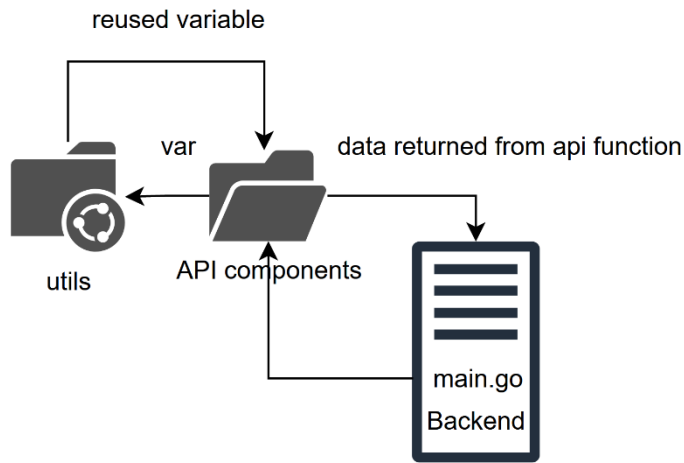 reused variable
var
data returned from api function
utils
API components
main.go
Backend